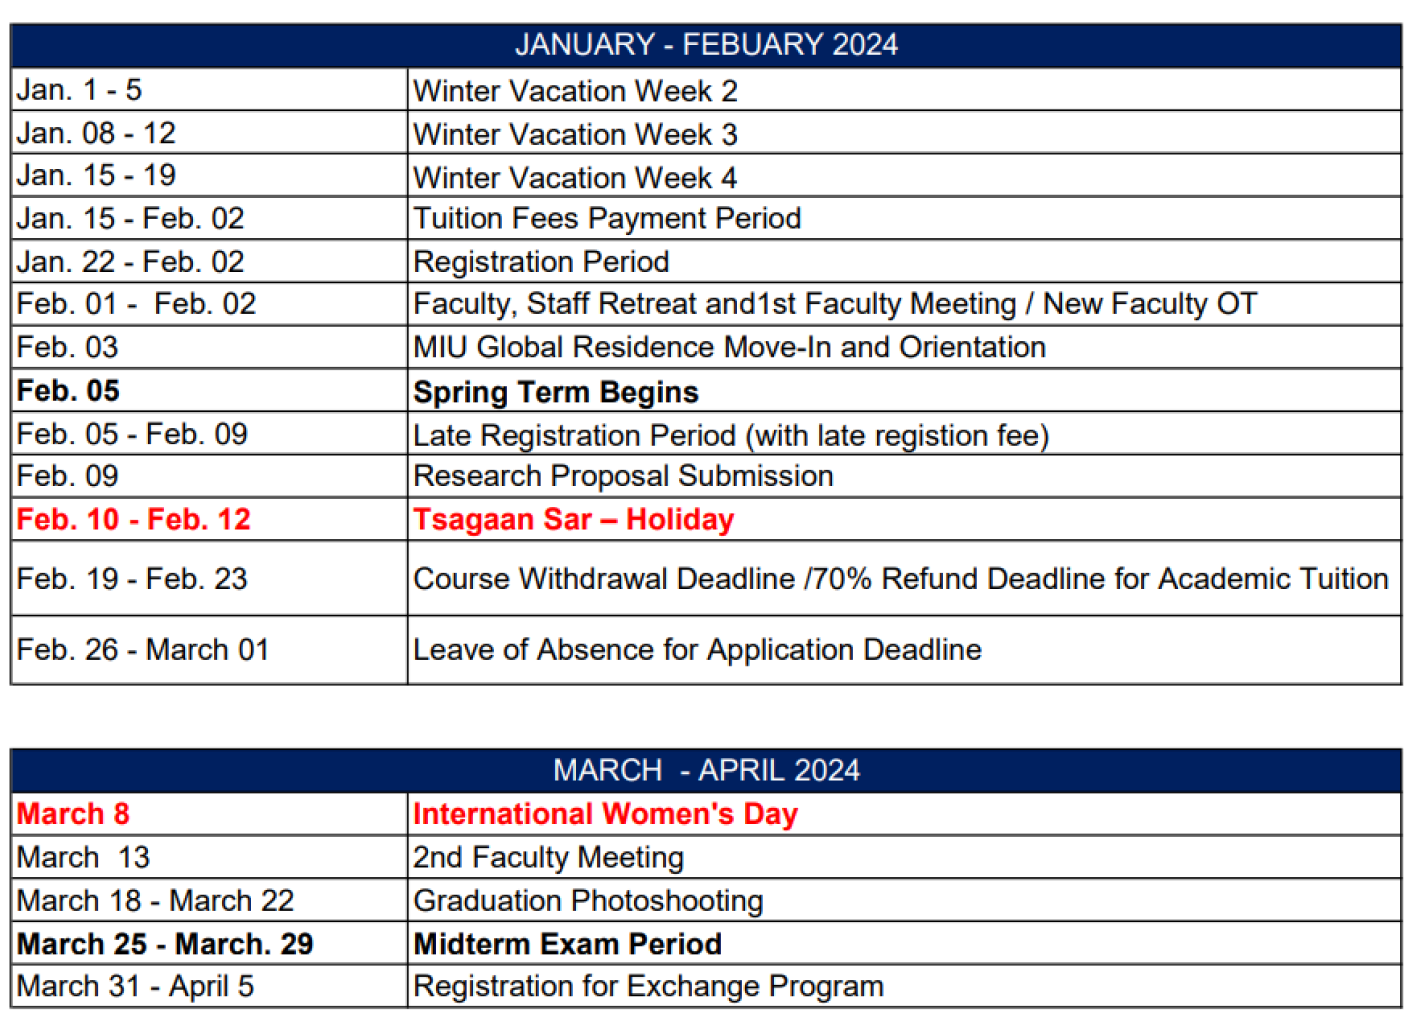 JANUARY - FEBUARY 2024
Jan. 1 - 5 Winter Vacation Week 2
Jan. 08 - 12 Winter Vacation Week 3
Jan. 15 - 19 Winter Vacation Week 4
Jan. 15 - Feb. 02 Tuition Fees Payment Period
Jan. 22 - Feb. 02 Registration Period
Feb. 01 -  Feb. 02 Faculty, Staff Retreat and1st Faculty Meeting / New Faculty OT
Feb. 03 MIU Global Residence Move-In and Orientation
Feb. 05 Spring Term Begins
Feb. 05 - Feb. 09 Late Registration Period (with late registion fee)
Feb. 09 Research Proposal Submission
Feb. 10 - Feb. 12 Tsagaan Sar – Holiday
Feb. 19 - Feb. 23 Course Withdrawal Deadline /70% Refund Deadline for Academic Tuition
Feb. 26 - March 01 Leave of Absence for Application Deadline
MARCH  - APRIL 2024
March 8 International Women's Day
March  13 2nd Faculty Meeting
March 18 - March 22 Graduation Photoshooting
March 25 - March. 29 Midterm Exam Period
March 31 - April 5 Registration for Exchange Program